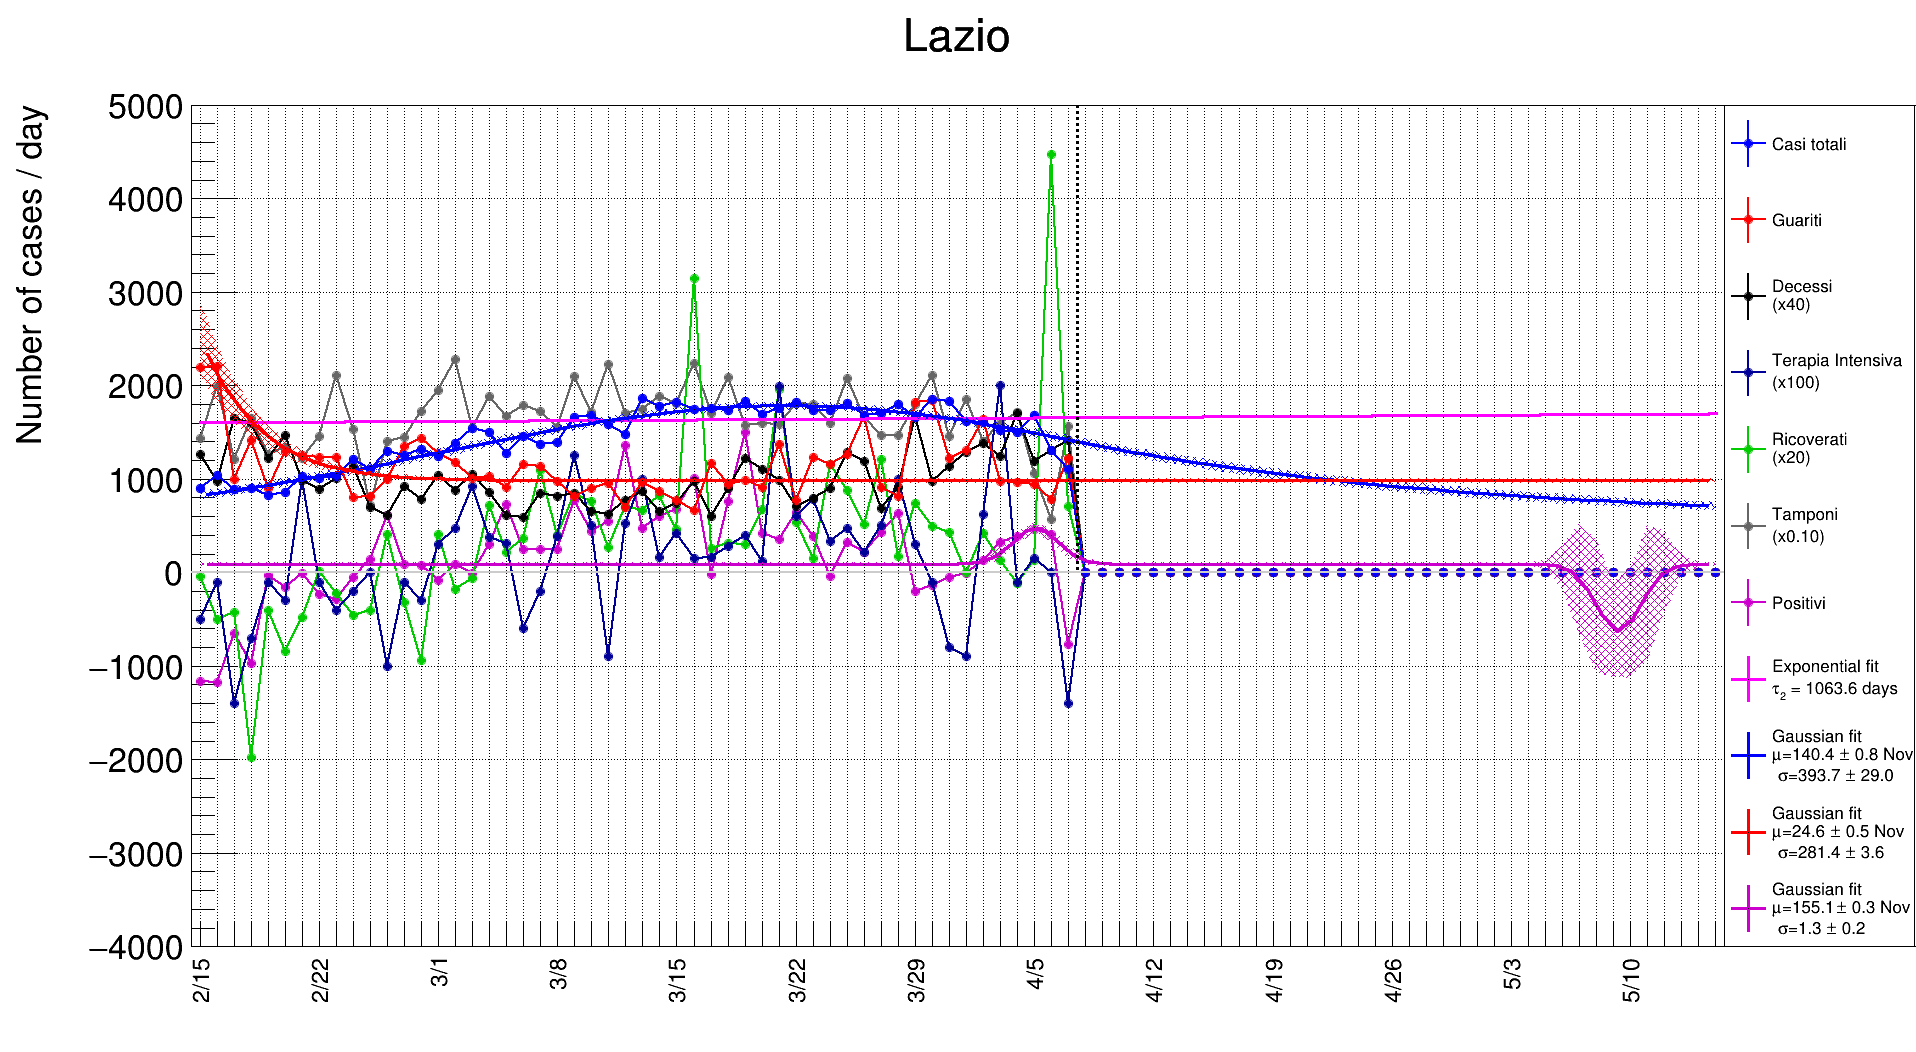 Lazio
Number of cases / day
5000
4000
3000
2000
1000
0
−1000
−2000
−3000
−4000
2/15
2/22
3/1
3/8
3/15
3/22
3/29
4/5
4/12
4/19
4/26
5/3
5/10
Casi totali
Guariti
Decessi
(x40)
Terapia Intensiva
(x100)
Ricoverati
(x20)
Tamponi
(x0.10)
Positivi
Exponential fit
τ2 = 1063.6 days
Gaussian fit
μ=140.4 ± 0.8 Nov
σ=393.7 ± 29.0
Gaussian fit
μ=24.6 ± 0.5 Nov
σ=281.4 ± 3.6
Gaussian fit
μ=155.1 ± 0.3 Nov
σ=1.3 ± 0.2